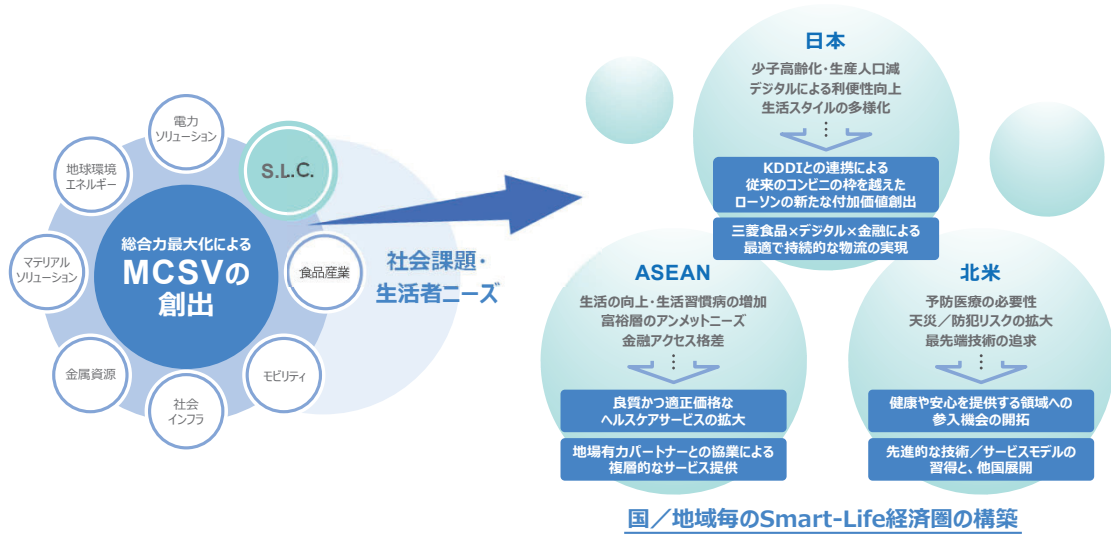 電力
ソリューション
S.L.C.
地球環境
エネルギー
マテリアル
ソリューション
総合力最大化による
MCSVの
創出
食品産業
金属資源
社会
インフラ
モビリティ
社会課題・
生活者ニーズ
日本
少子高齢化・生産人口減
デジタルによる利便性向上
生活スタイルの多様化
⋮
KDDIとの連携による
従来のコンビニの枠を越えた
ローソンの新たな付加価値創出
三菱食品×デジタル×金融による
最適で持続的な物流の実現
ASEAN
生活の向上・生活習慣病の増加
富裕層のアンメットニーズ
金融アクセス格差
⋮
良質かつ適正価格な
ヘルスケアサービスの拡大
地場有力パートナーとの協業による
複層的なサービス提供
北米
予防医療の必要性
天災／防犯リスクの拡大
最先端技術の追求
⋮
健康や安心を提供する領域への
参入機会の開拓
先進的な技術／サービスモデルの
習得と、他国展開
国／地域毎のSmart-Life経済圏の構築